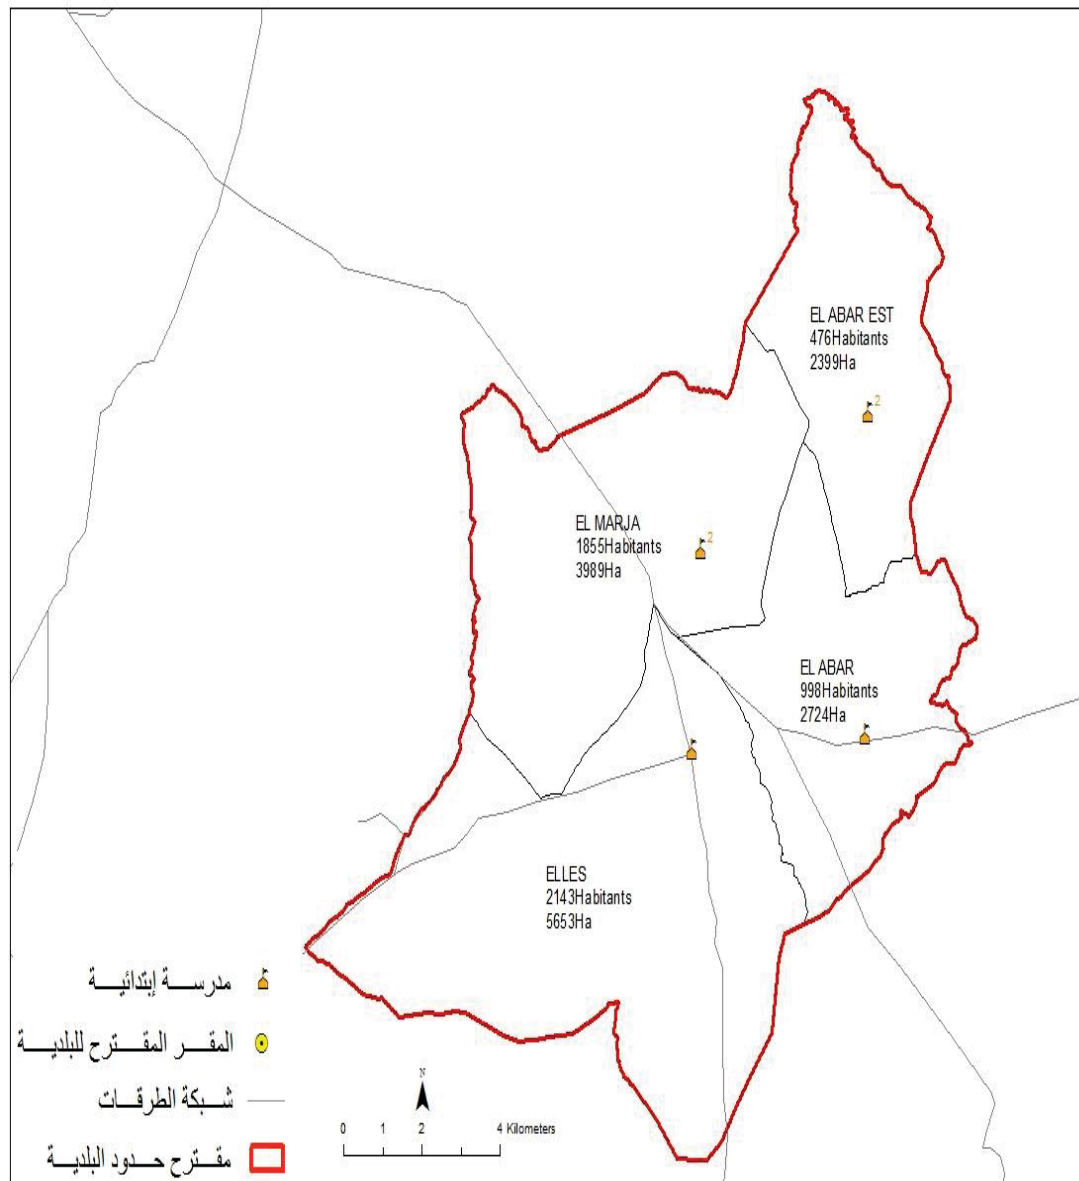 EL ABAR EST
476Habitants
2399Ha
2
EL MARJA
1855Habitants
3989Ha
2
EL ABAR
998Habitants
2724Ha
ELLES
2143Habitants
5653Ha
مدرسة إبتدائية
المقر المقترح للبلدية
شبكة الطرقات
مقترح حدود البلدية
N
0 1 2 4 Kilometers